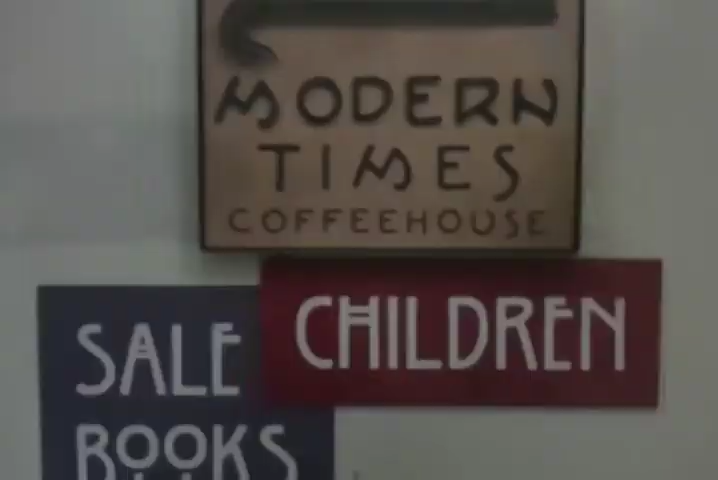 MODERN
TIMES
COFFEEHOUSE
CHILDREN
SALE
BOOKS